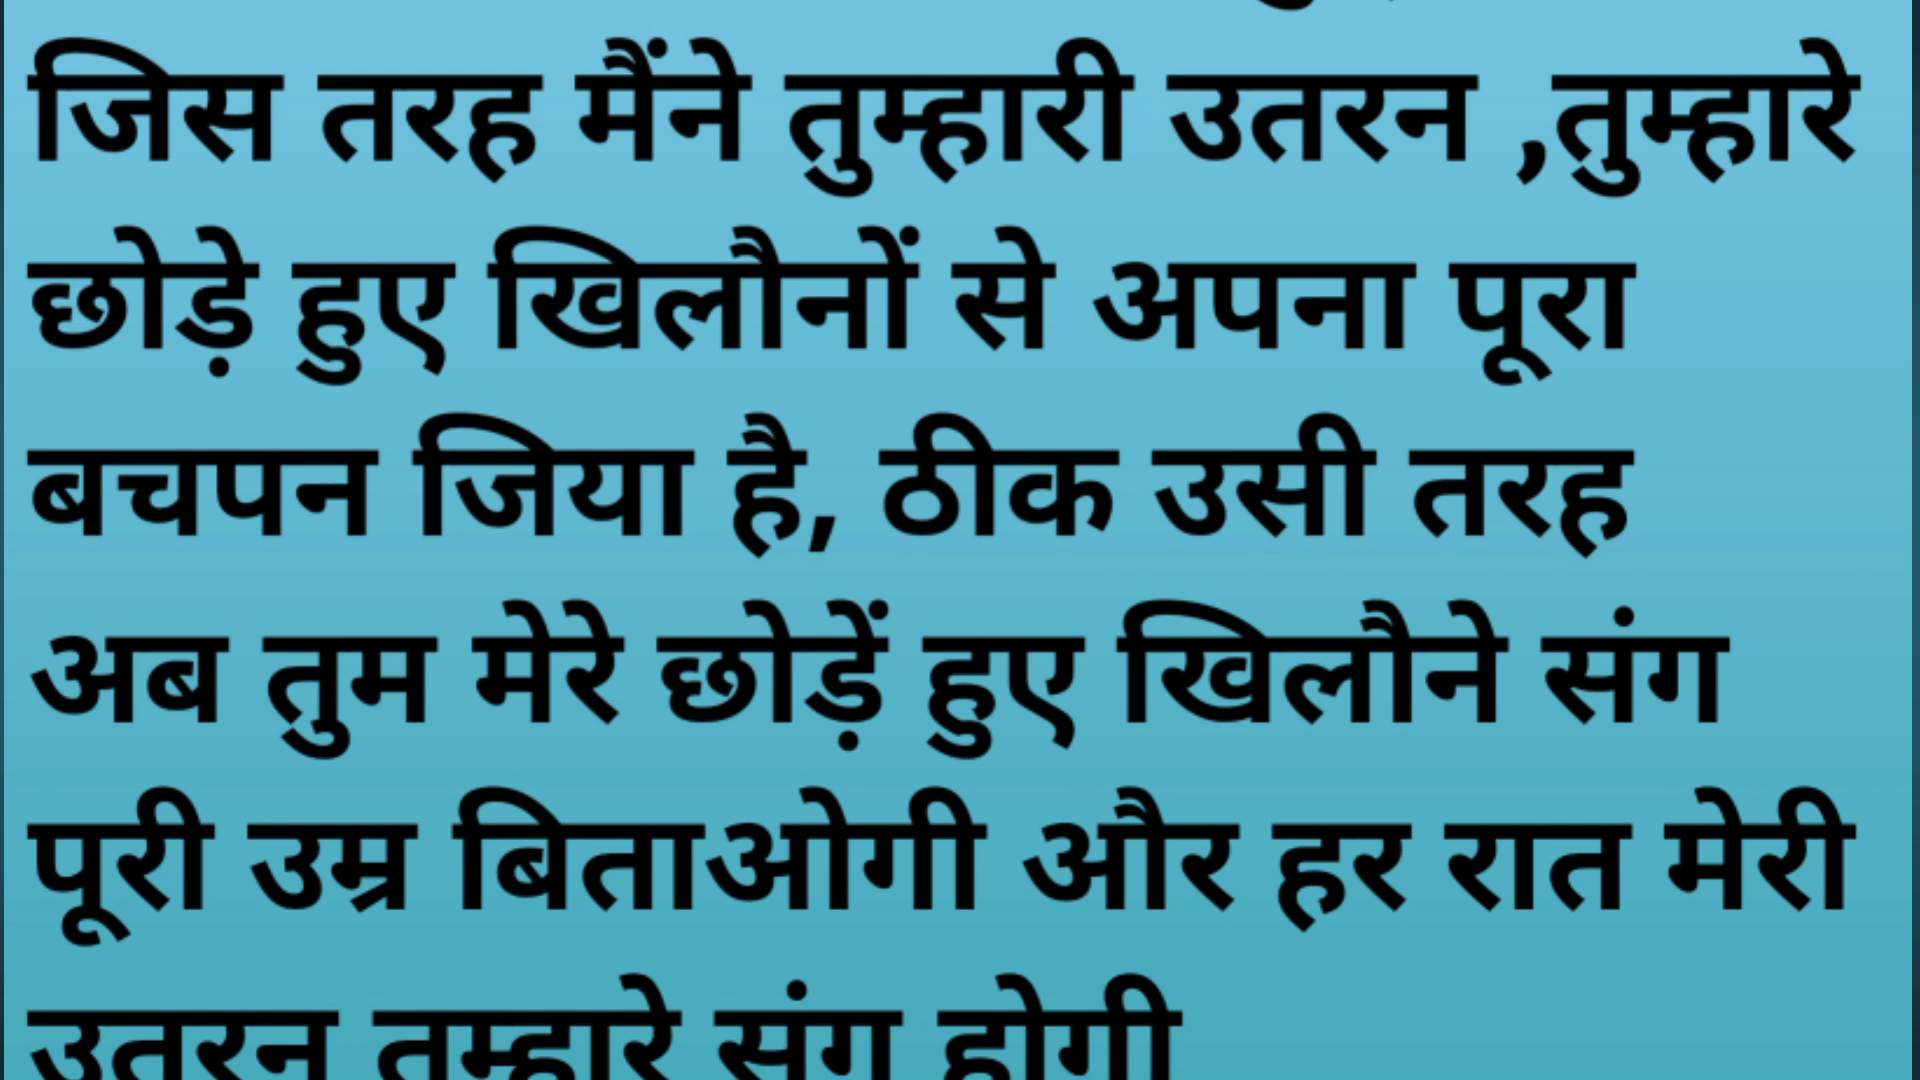 जिस तरह मैंने तुम्हारी उतरन ,तुम्हारे
छोड़े हुए खिलौनों से अपना पूरा
बचपन जिया है, ठीक उसी तरह
अब तुम मेरे छोड़ें हुए खिलौने संग
पूरी उम्र बिताओगी और हर रात मेरी
उतरन तुम्हारे संग होगी